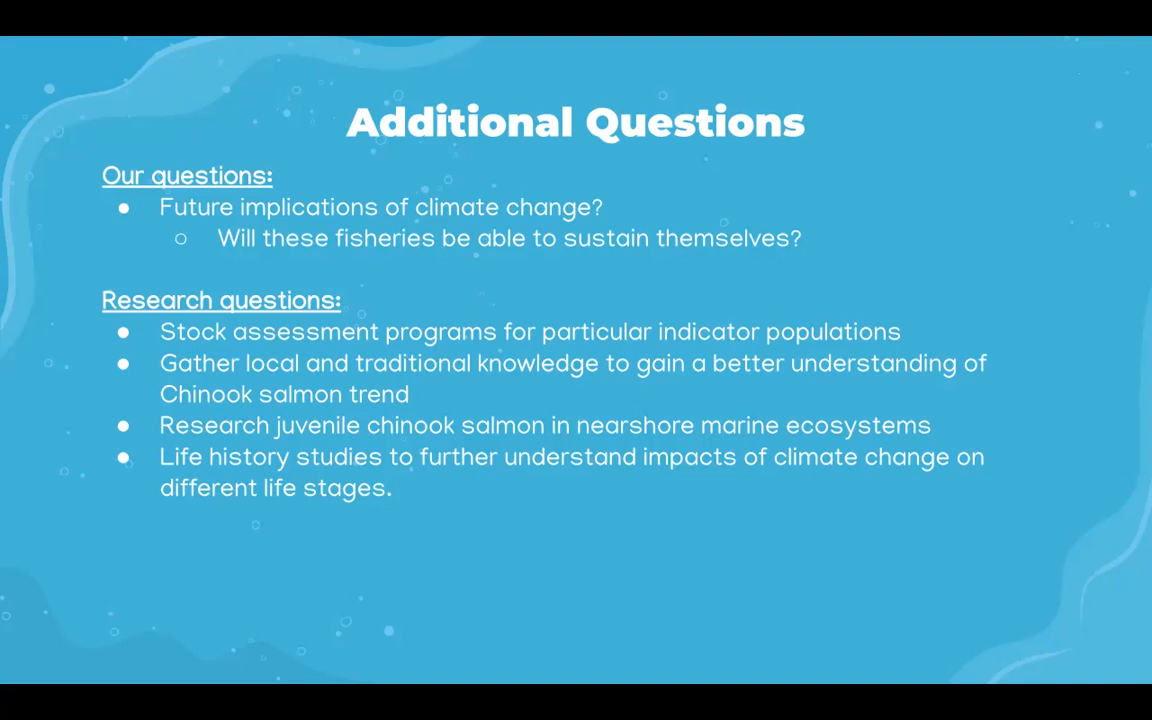 Additional Questions
Our questions:
● Future implications of climate change?
○ Will these fisheries be able to sustain themselves?
Research questions:
● Stock assessment programs for particular indicator populations
● Gather local and traditional knowledge to gain a better understanding of
Chinook salmon trend
● Research juvenile chinook salmon in nearshore marine ecosystems
● Life history studies to further understand impacts of climate change on
different life stages.